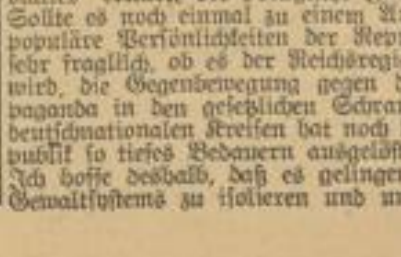 Sollte es noch einmal zu einem
populäre Persönlichkeiten der
sehr fraglich, ob es der Reichsregi
wird, die Gegenbewegung gegen
paganda in den gesetzlichen Schran
deutschnationalen Kreisen hat noch
publik so tiefes Bedauern ausgelöst
Ich hoffe deshalb, daß es gelingen
Gewaltsystems zu isolieren und